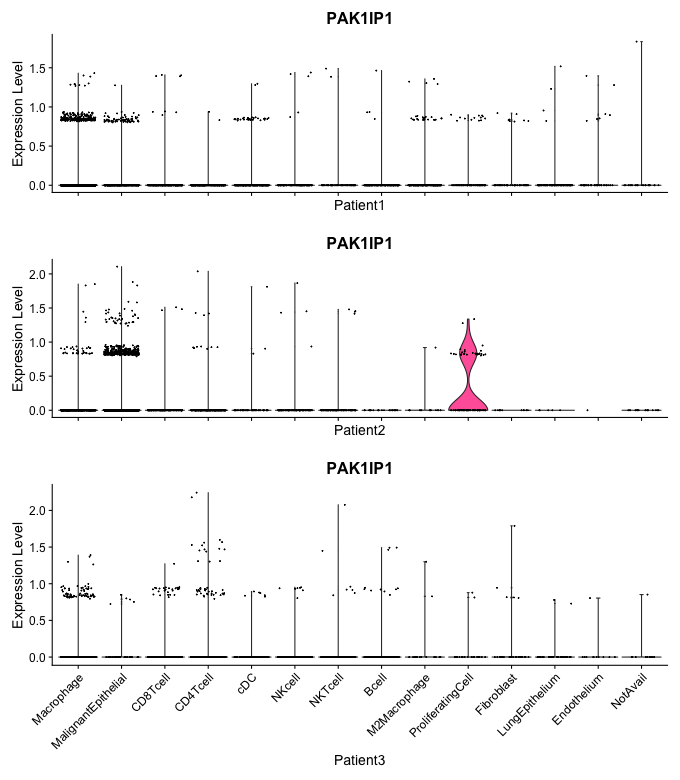 PAK1IP1
Expression Level
1.5
1.0
0.5
0.0
Patient1
PAK1IP1
Expression Level
2.0
1.5
1.0
0.5
0.0
Patient2
PAK1IP1
Expression Level
2.0
1.5
1.0
0.5
0.0
Macrophage
MalignantEpithelial
CD8Tcell
CD4Tcell
cDC
NKcell
NKTcell
Bcell
M2Macrophage
ProliferatingCell
Fibroblast
LungEpithelium
Endothelium
NotAvail
Patient3